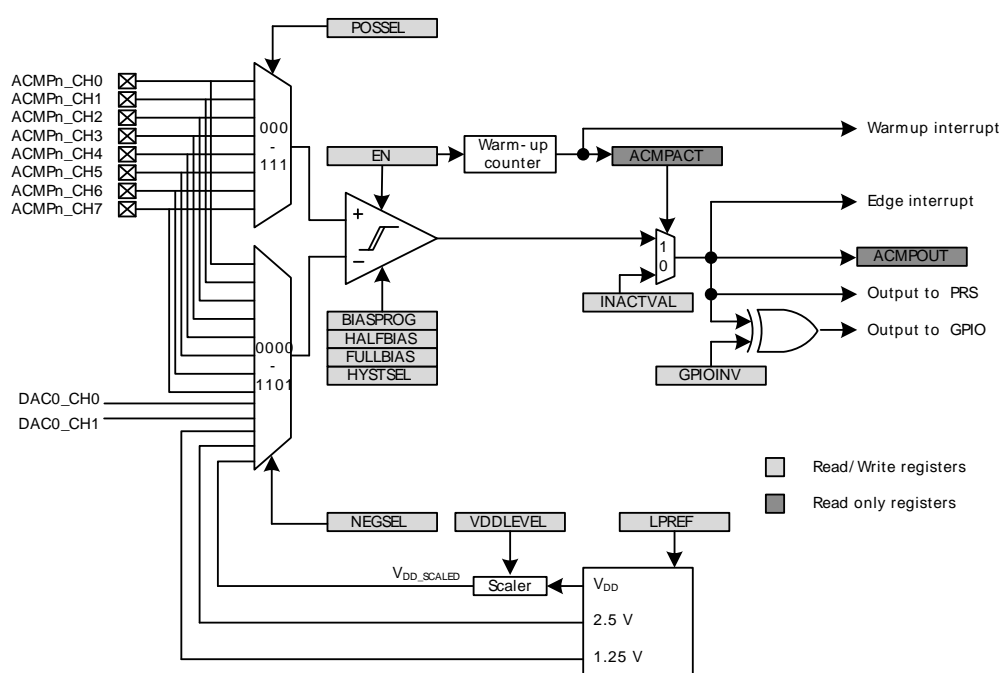 POSSEL
ACMPn_CH0
ACMPn_CH1
ACMPn_CH2
ACMPn_CH3
ACMPn_CH4
ACMPn_CH5
ACMPn_CH6
ACMPn_CH7
000
-
111
EN
Warm-up
counter
ACMPACT
Warmup interrupt
Edge interrupt
+
−
1
0
ACMPOUT
INACTVAL
Output to PRS
Output to GPIO
BIASPROG
HALFBIAS
FULLBIAS
HYSTSEL
GPIOINV
0000
-
1101
DAC0_CH0
DAC0_CH1
Read/Write registers
Read only registers
NEGSEL
VDDLEVEL
LPREF
VDD_SCALED
Scaler
VDD
2.5 V
1.25 V